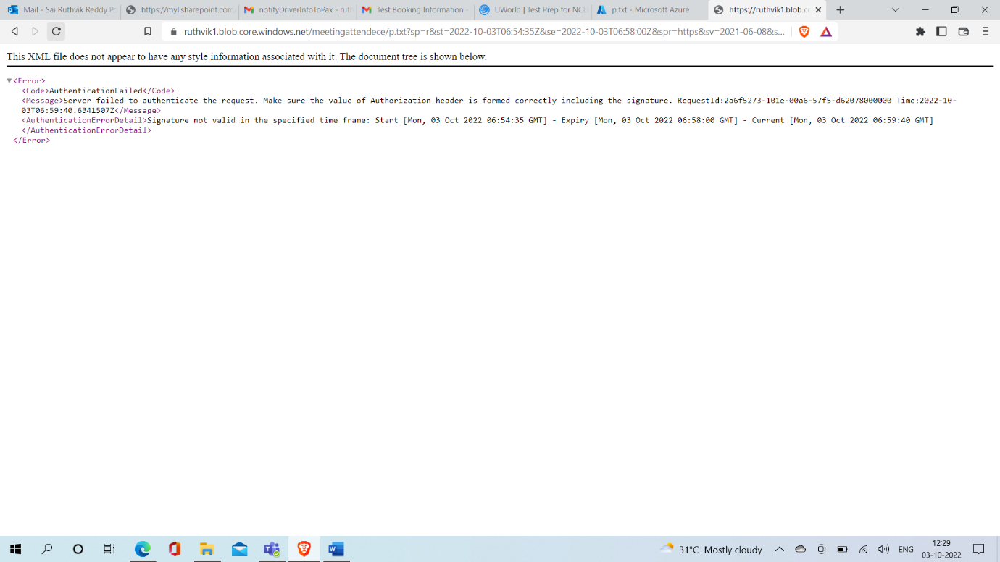 Mail - Sai Ruthvik Reddy Po
https://myl.sharepoint.com
notifyDriverInfoToPax - ruth
Test Booking Information -
UWorld | Test Prep for NCL
p.txt - Microsoft Azure
https://ruthvik1.blob.co
ruthvik1.blob.core.windows.net/meetingattendece/p.txt?sp=r&st=2022-10-03T06:54:35Z&se=2022-10-03T06:58:00Z&spr=https&sv=2021-06-08&s...
This XML file does not appear to have any style information associated with it. The document tree is shown below.
▼<Error>
<Code>AuthenticationFailed</Code>
<Message>Server failed to authenticate the request. Make sure the value of Authorization header is formed correctly including the signature. RequestId:2a6f5273-101e-00a6-57f5-d62078000000 Time:2022-10-
03T06:59:40.6341507Z</Message>
<AuthenticationErrorDetail>Signature not valid in the specified time frame: Start [Mon, 03 Oct 2022 06:54:35 GMT] - Expiry [Mon, 03 Oct 2022 06:58:00 GMT] - Current [Mon, 03 Oct 2022 06:59:40 GMT]
</AuthenticationErrorDetail>
</Error>
31°C Mostly cloudy
ENG
12:29
03-10-2022